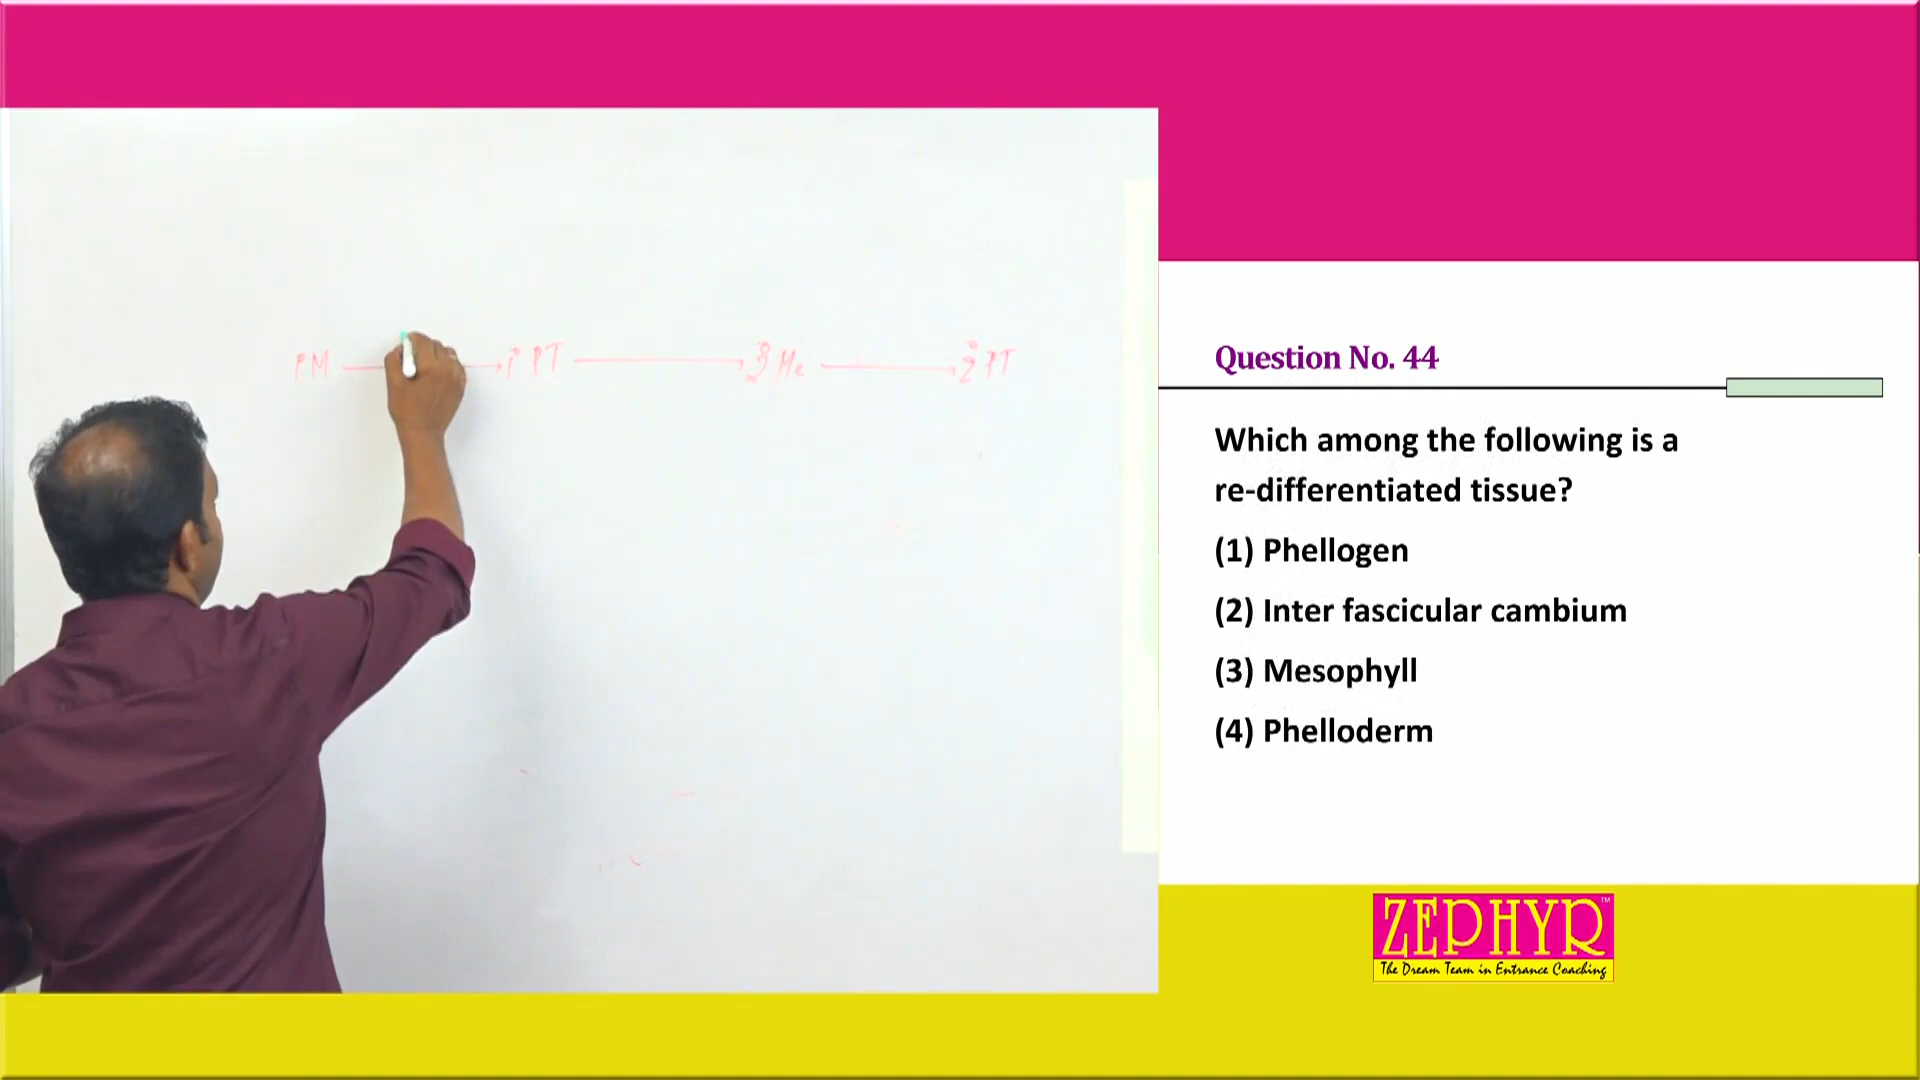 PM → 1° PT → 2° Me → 2° PT
Question No. 44
Which among the following is a
re-differentiated tissue?
(1) Phellogen
(2) Inter fascicular cambium
(3) Mesophyll
(4) Phelloderm
ZEPHYR™
The Dream Team in Entrance Coaching